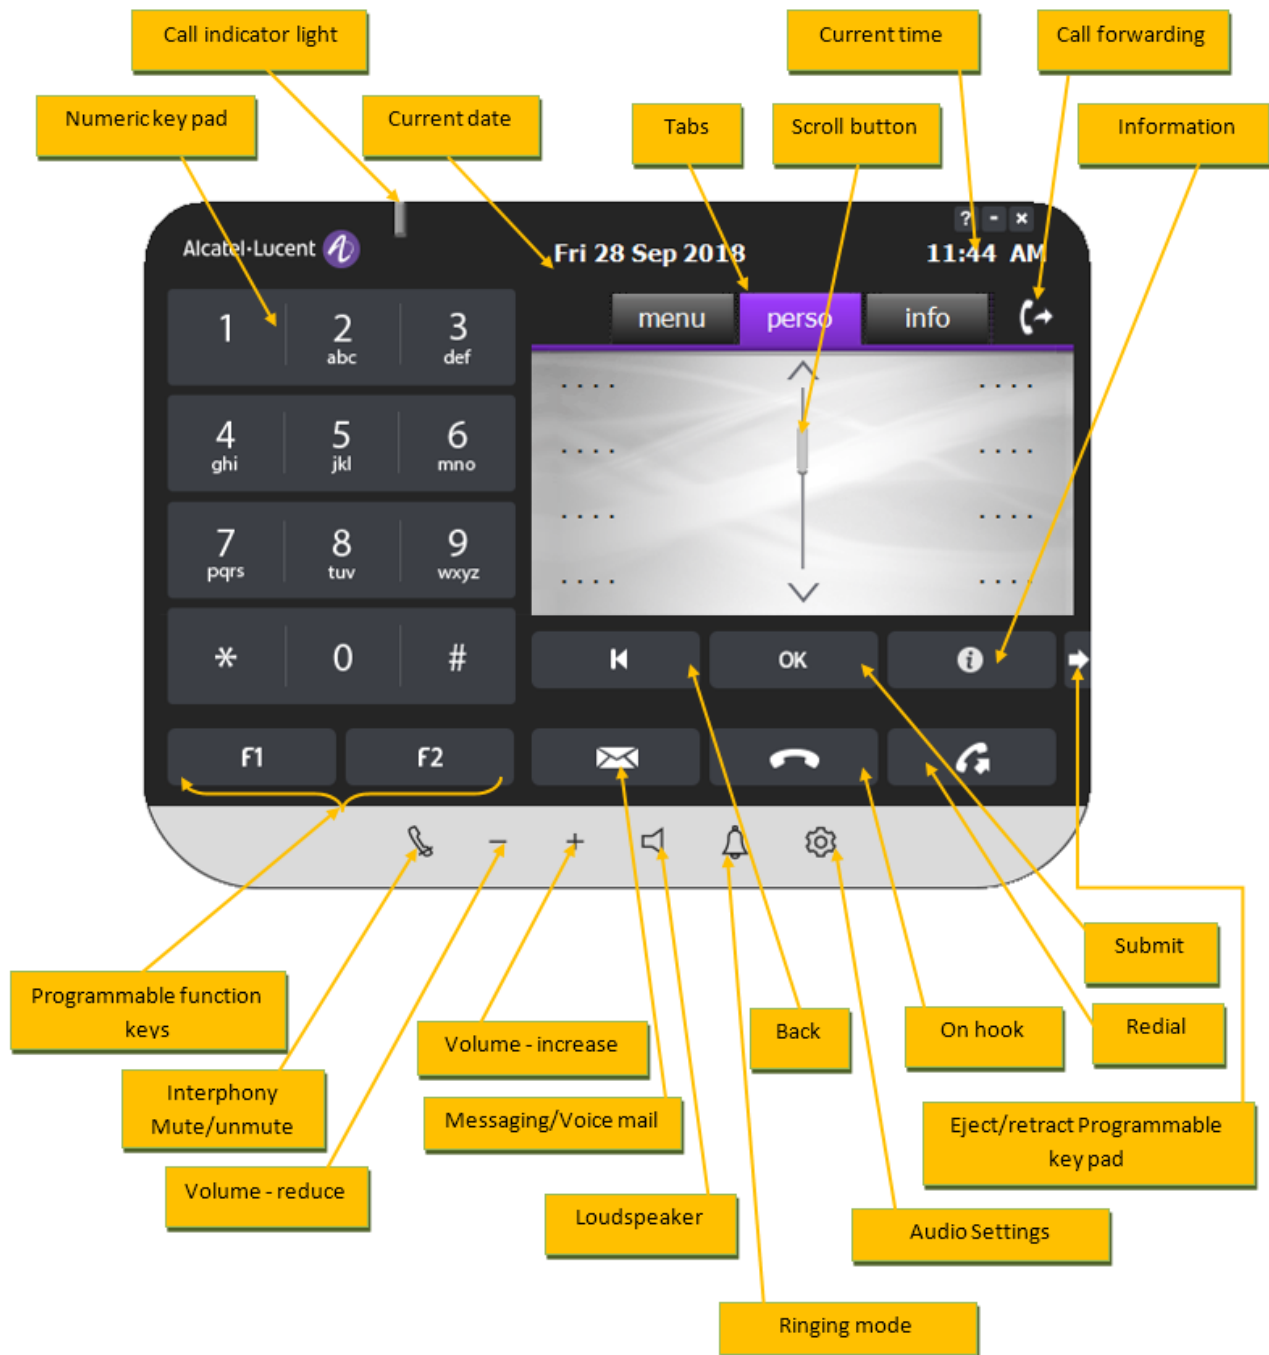 Call indicator light
Current time
Call forwarding
Numeric key pad
Current date
Tabs
Scroll button
Information
? - ×
Alcatel·Lucent
Fri 28 Sep 2018
11:44 AM
menu
perso
info
1
2
abc
3
def
. . . .
. . . .
4
ghi
5
jkl
6
mno
. . . .
. . . .
7
pqrs
8
tuv
9
wxyz
. . . .
. . . .
. . . .
. . . .
*
0
#
OK
i
F1
F2
- +
Submit
Programmable function
keys
Redial
On hook
Back
Volume - increase
Interphony
Mute/unmute
Messaging/Voice mail
Eject/retract Programmable
key pad
Volume - reduce
Loudspeaker
Audio Settings
Ringing mode